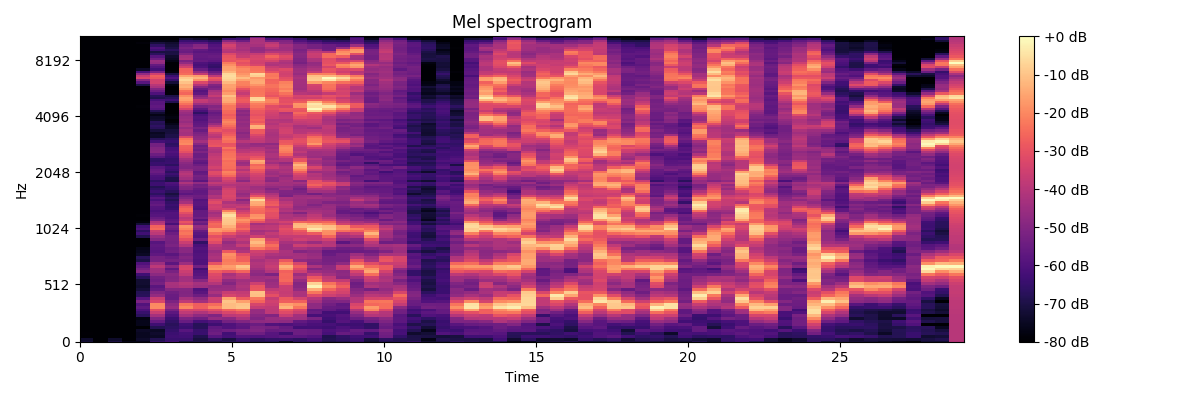 Mel spectrogram
+0 dB
8192
-10 dB
4096
-20 dB
-30 dB
Hz
2048
-40 dB
1024
-50 dB
-60 dB
512
-70 dB
0
-80 dB
0 5 10 15 20 25
Time